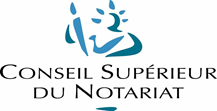 CONSEIL SUPÉRIEUR
DU NOTARIAT